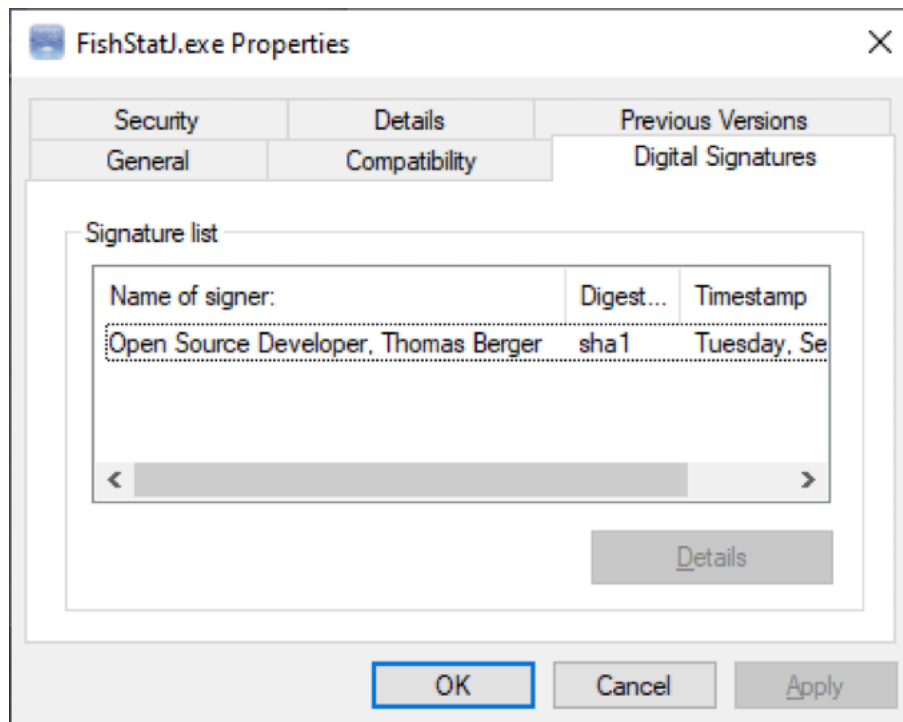 FishStatJ.exe Properties
Security Details Previous Versions
General Compatibility Digital Signatures
Signature list
Name of signer: Digest... Timestamp
Open Source Developer, Thomas Berger sha1 Tuesday, Se
Details
OK Cancel Apply